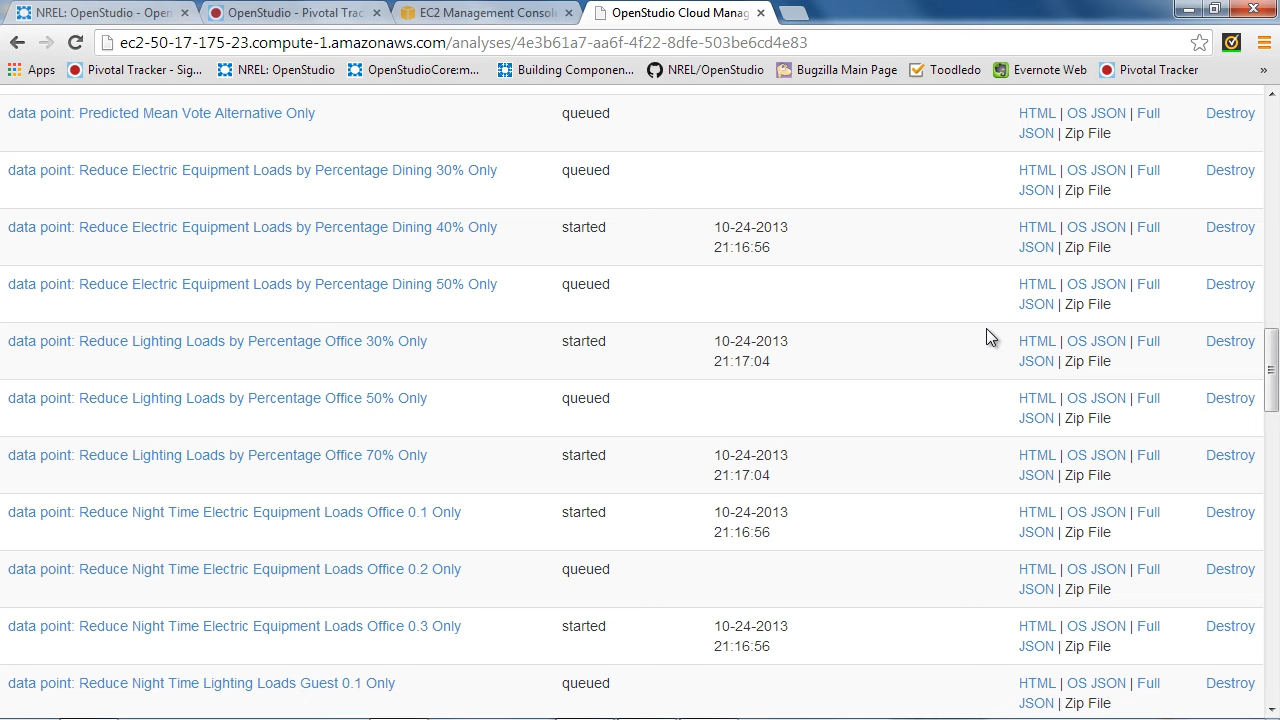 NREL: OpenStudio - Open
OpenStudio - Pivotal Trac
EC2 Management Consol
OpenStudio Cloud Manag
ec2-50-17-175-23.compute-1.amazonaws.com/analyses/4e3b61a7-aa6f-4f22-8dfe-503be6cd4e83
Apps
Pivotal Tracker - Sig...
NREL: OpenStudio
OpenStudioCore:m...
Building Componen...
NREL/OpenStudio
Bugzilla Main Page
Toodledo
Evernote Web
Pivotal Tracker
»
data point: Predicted Mean Vote Alternative Only queued HTML | OS JSON | Full Destroy
JSON | Zip File
data point: Reduce Electric Equipment Loads by Percentage Dining 30% Only queued HTML | OS JSON | Full Destroy
JSON | Zip File
data point: Reduce Electric Equipment Loads by Percentage Dining 40% Only started 10-24-2013 HTML | OS JSON | Full Destroy
21:16:56 JSON | Zip File
data point: Reduce Electric Equipment Loads by Percentage Dining 50% Only queued HTML | OS JSON | Full Destroy
JSON | Zip File
data point: Reduce Lighting Loads by Percentage Office 30% Only started 10-24-2013 HTML | OS JSON | Full Destroy
21:17:04 JSON | Zip File
data point: Reduce Lighting Loads by Percentage Office 50% Only queued HTML | OS JSON | Full Destroy
JSON | Zip File
data point: Reduce Lighting Loads by Percentage Office 70% Only started 10-24-2013 HTML | OS JSON | Full Destroy
21:17:04 JSON | Zip File
data point: Reduce Night Time Electric Equipment Loads Office 0.1 Only started 10-24-2013 HTML | OS JSON | Full Destroy
21:16:56 JSON | Zip File
data point: Reduce Night Time Electric Equipment Loads Office 0.2 Only queued HTML | OS JSON | Full Destroy
JSON | Zip File
data point: Reduce Night Time Electric Equipment Loads Office 0.3 Only started 10-24-2013 HTML | OS JSON | Full Destroy
21:16:56 JSON | Zip File
data point: Reduce Night Time Lighting Loads Guest 0.1 Only queued HTML | OS JSON | Full Destroy
JSON | Zip File